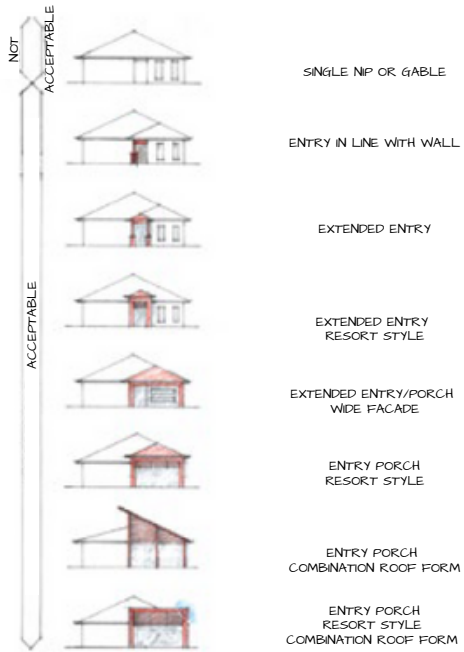 NOT
ACCEPTABLE
SINGLE NIP OR GABLE
ENTRY IN LINE WITH WALL
EXTENDED ENTRY
ACCEPTABLE
EXTENDED ENTRY
RESORT STYLE
EXTENDED ENTRY/PORCH
WIDE FACADE
ENTRY PORCH
RESORT STYLE
ENTRY PORCH
COMBINATION ROOF FORM
ENTRY PORCH
RESORT STYLE
COMBINATION ROOF FORM